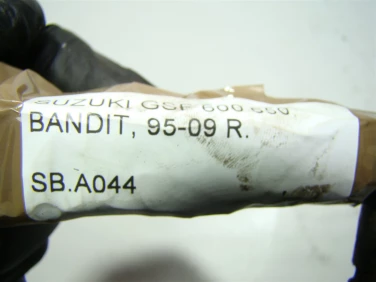 SUZUKI GSF 600 650,
BANDIT, 95-09 R.
SB.A044